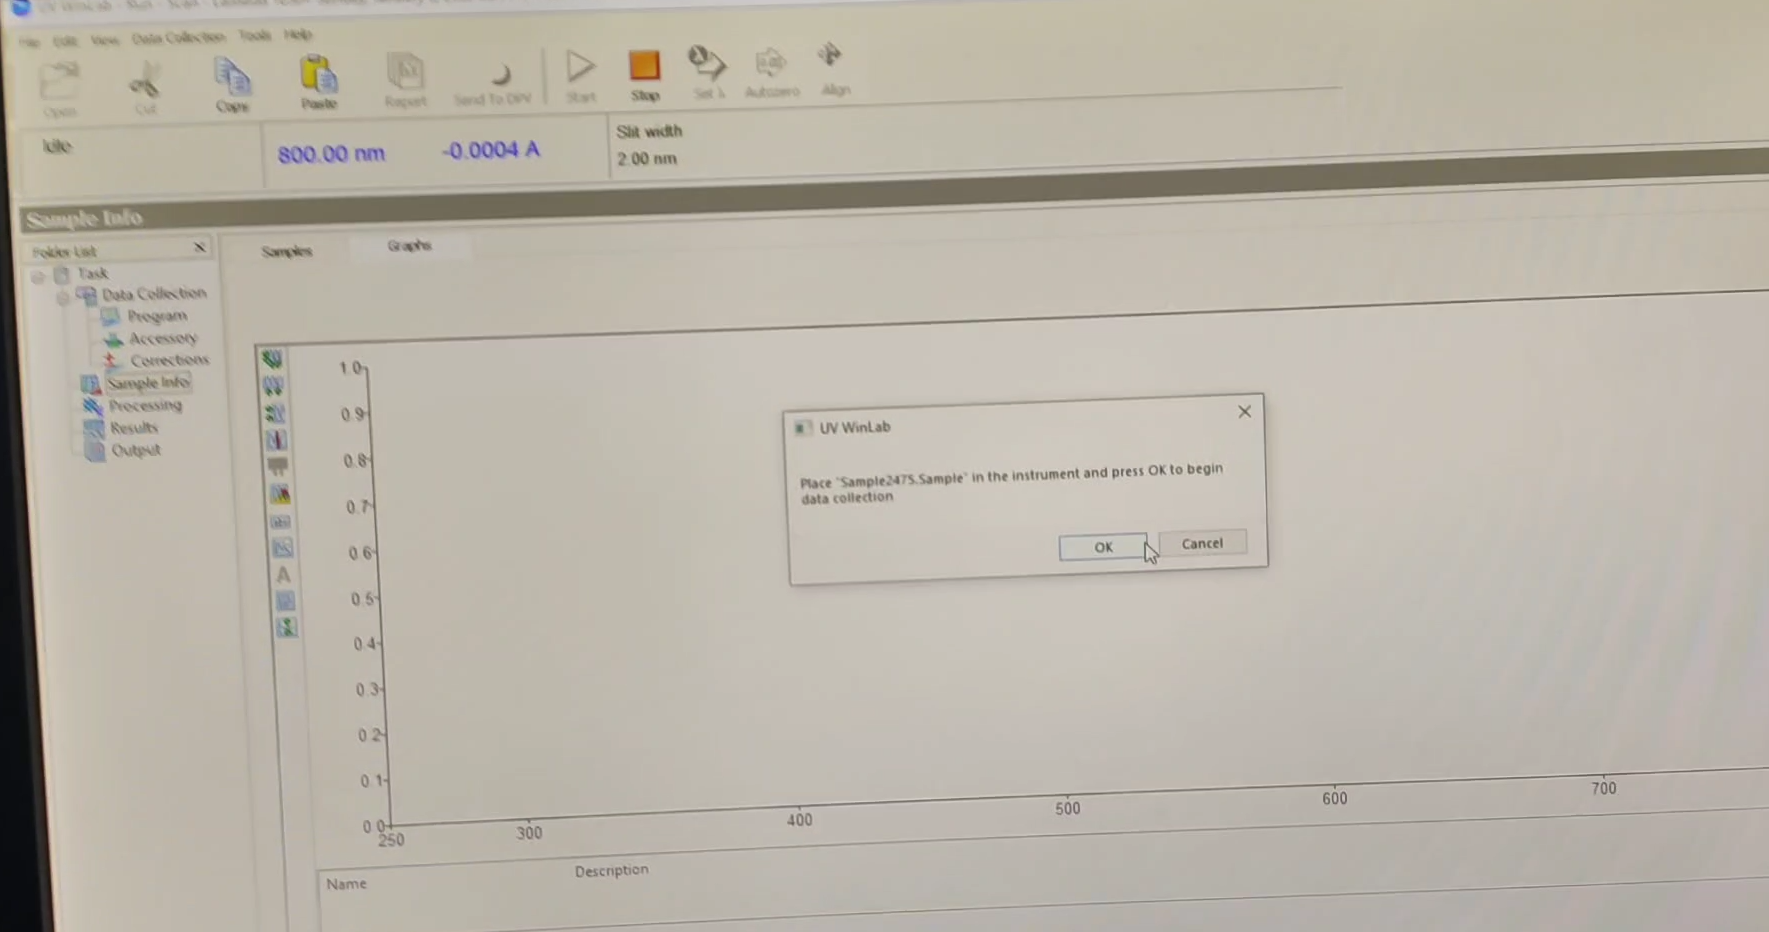 File Edit View Data Collection Tools Help
Open Cut Copy Paste Report Send To DPV Start Stop Set λ Autozero Align
Idle
800.00 nm -0.0004 A
Slit width
2.00 nm
Sample Info
Folder List
Task
Data Collection
Program
Accessory
Corrections
Sample Info
Processing
Results
Output
Samples Graphs
1.0
0.9
0.8
0.7
0.6
0.5
0.4
0.3
0.2
0.1
0.0
250 300 400 500 600 700
UV WinLab
Place 'Sample2475.Sample' in the instrument and press OK to begin
data collection
OK Cancel
Name Description